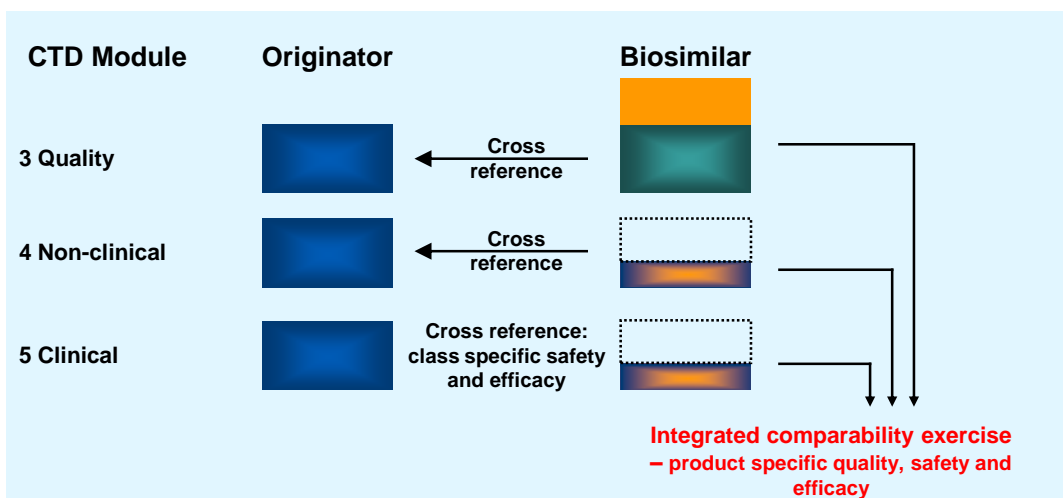 CTD Module
Originator
Biosimilar
3 Quality
Cross
reference
4 Non-clinical
Cross
reference
5 Clinical
Cross reference:
class specific safety
and efficacy
Integrated comparability exercise
– product specific quality, safety and
efficacy